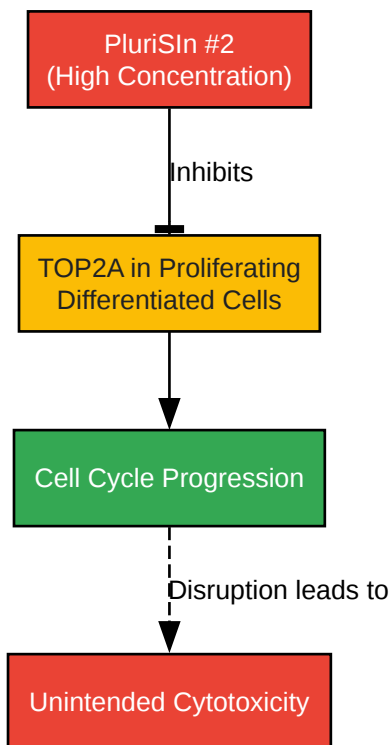 PluriSIn #2
(High Concentration)
Inhibits
TOP2A in Proliferating
Differentiated Cells
Cell Cycle Progression
Disruption leads to
Unintended Cytotoxicity